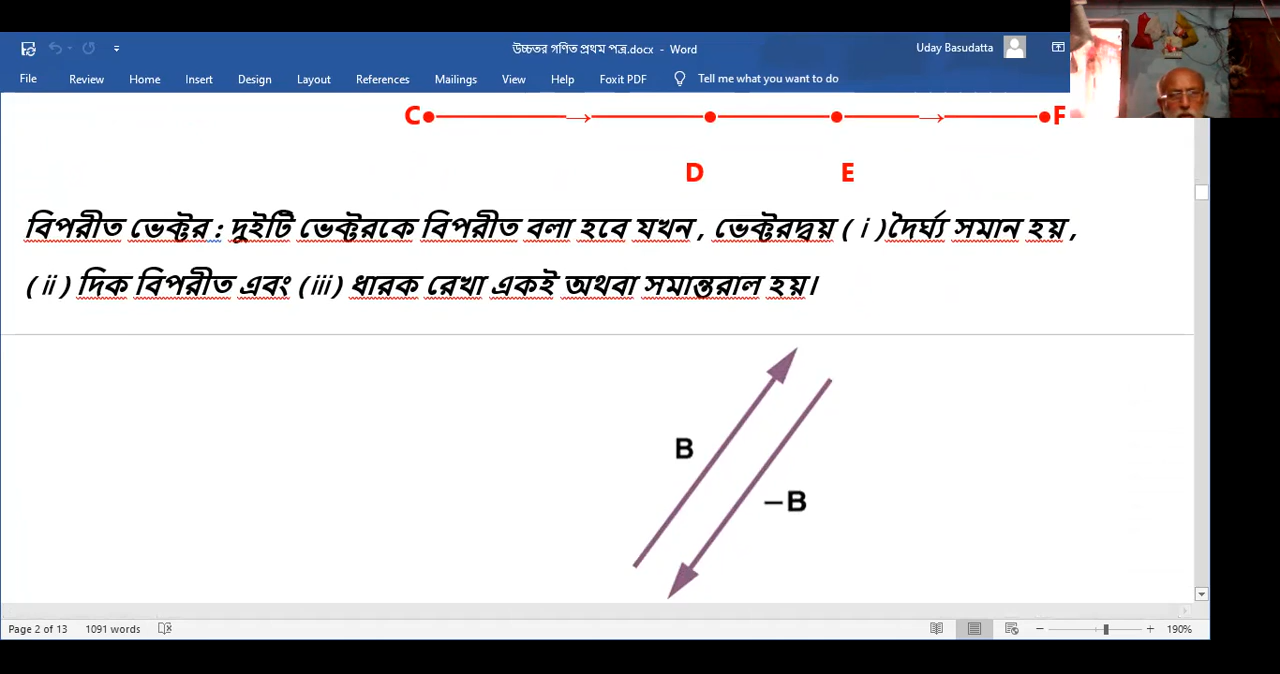 উচ্চতর গণিত প্রথম পত্র.docx - Word
Uday Basudatta
File Review Home Insert Design Layout References Mailings View Help Foxit PDF Tell me what you want to do
C F
D E
বিপরীত ভেক্টর : দুইটি ভেক্টরকে বিপরীত বলা হবে যখন , ভেক্টরদ্বয় ( i )দৈর্ঘ্য সমান হয় ,
( ii ) দিক বিপরীত এবং (iii) ধারক রেখা একই অথবা সমান্তরাল হয়।
B
–B
Page 2 of 13 1091 words 190%